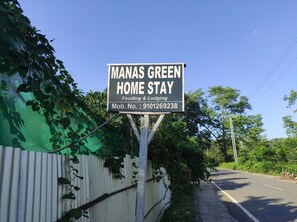 MANAS GREEN
HOME STAY
Fooding & Lodging
Mob. No. : 9101269238